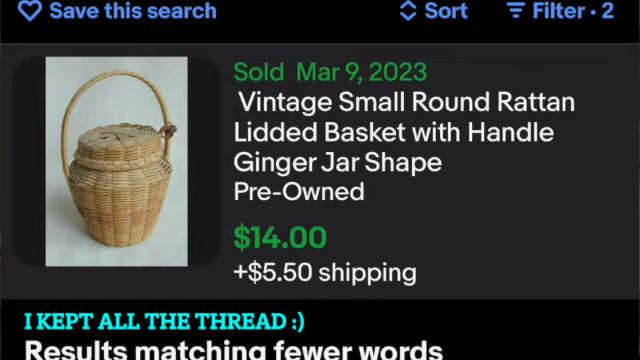 Save this search
Sort
Filter • 2
Sold Mar 9, 2023
Vintage Small Round Rattan
Lidded Basket with Handle
Ginger Jar Shape
Pre-Owned
$14.00
+$5.50 shipping
I KEPT ALL THE THREAD :)
Results matching fewer words